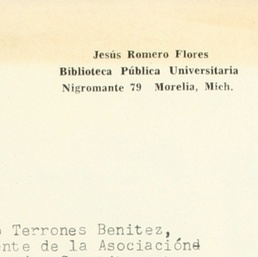 Jesús Romero Flores
Biblioteca Pública Universitaria
Nigromante 79 Morelia, Mich.
Terrones Benitez,
nte de la Asociación